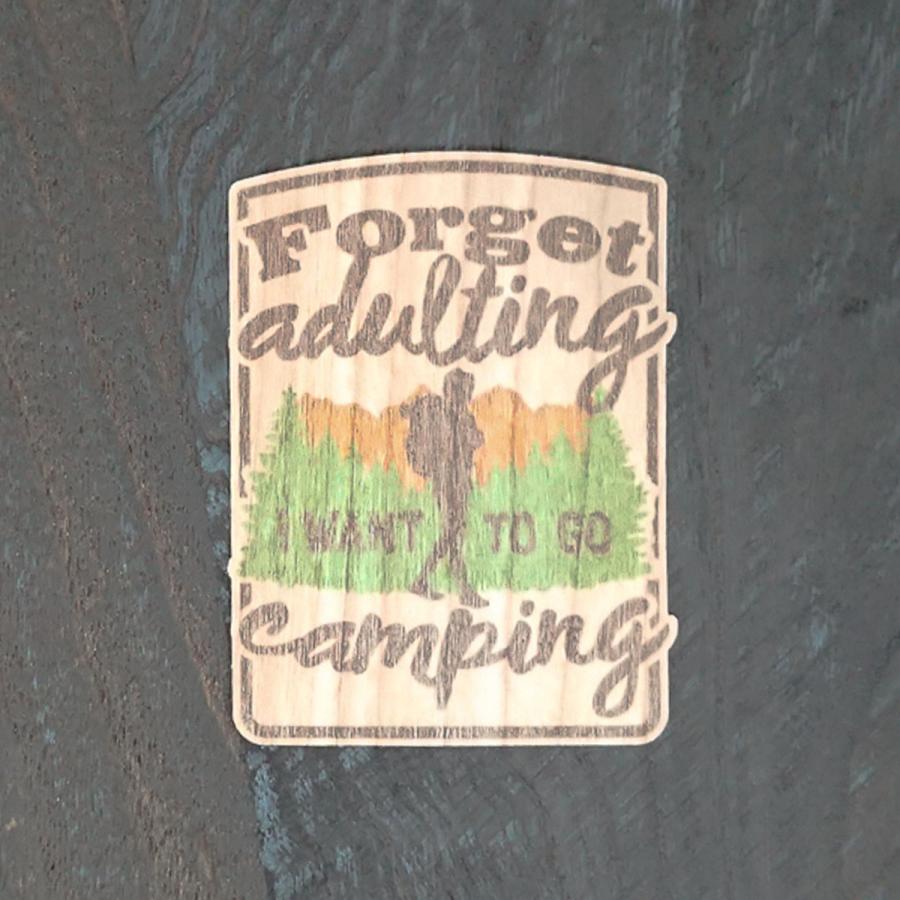 Forget
adulting
I WANT TO GO
camping